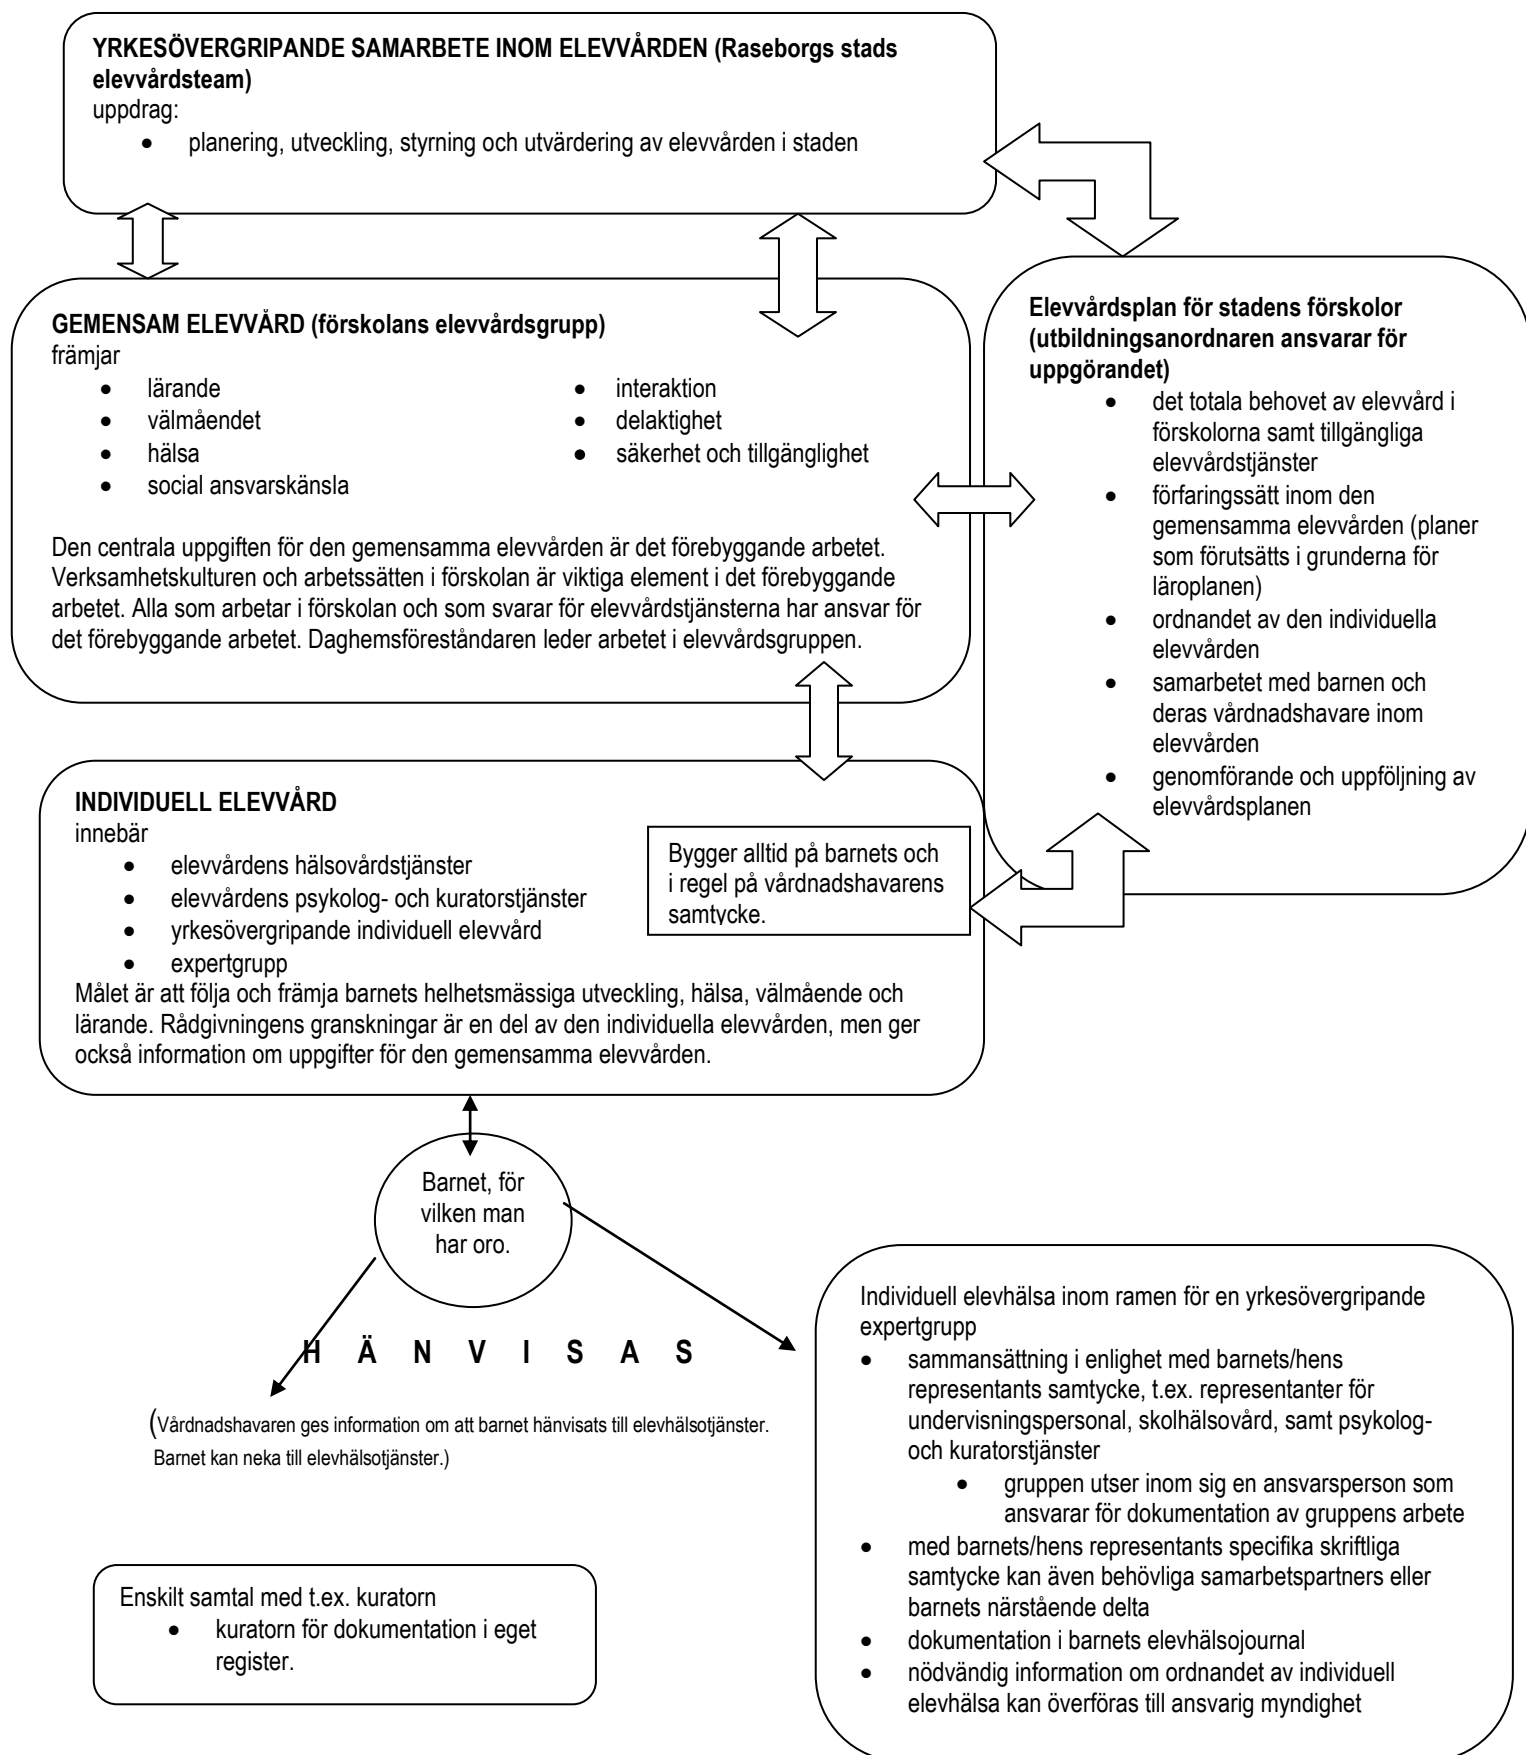 YRKESÖVERGRIPANDE SAMARBETE INOM ELEVVÅRDEN (Raseborgs stads
elevvårdsteam)
uppdrag:
• planering, utveckling, styrning och utvärdering av elevvården i staden
GEMENSAM ELEVVÅRD (förskolans elevvårdsgrupp)
främjar
• lärande
• välmåendet
• hälsa
• social ansvarskänsla
• interaktion
• delaktighet
• säkerhet och tillgänglighet
Den centrala uppgiften för den gemensamma elevvården är det förebyggande arbetet.
Verksamhetskulturen och arbetssätten i förskolan är viktiga element i det förebyggande
arbetet. Alla som arbetar i förskolan och som svarar för elevvårdstjänsterna har ansvar för
det förebyggande arbetet. Daghemsföreståndaren leder arbetet i elevvårdsgruppen.
Elevvårdsplan för stadens förskolor
(utbildningsanordnaren ansvarar för
uppgörandet)
• det totala behovet av elevvård i
förskolorna samt tillgängliga
elevvårdstjänster
• förfaringssätt inom den
gemensamma elevvården (planer
som förutsätts i grunderna för
läroplanen)
• ordnandet av den individuella
elevvården
• samarbetet med barnen och
deras vårdnadshavare inom
elevvården
• genomförande och uppföljning av
elevvårdsplanen
INDIVIDUELL ELEVVÅRD
innebär
• elevvårdens hälsovårdstjänster
• elevvårdens psykolog- och kuratorstjänster
• yrkesövergripande individuell elevvård
• expertgrupp
Målet är att följa och främja barnets helhetsmässiga utveckling, hälsa, välmående och
lärande. Rådgivningens granskningar är en del av den individuella elevvården, men ger
också information om uppgifter för den gemensamma elevvården.
Bygger alltid på barnets och
i regel på vårdnadshavarens
samtycke.
Barnet, för
vilken man
har oro.
H Ä N V I S A S
(Vårdnadshavaren ges information om att barnet hänvisats till elevhälsotjänster.
Barnet kan neka till elevhälsotjänster.)
Enskilt samtal med t.ex. kuratorn
• kuratorn för dokumentation i eget
register.
Individuell elevhälsa inom ramen för en yrkesövergripande
expertgrupp
• sammansättning i enlighet med barnets/hens
representants samtycke, t.ex. representanter för
undervisningspersonal, skolhälsovård, samt psykolog-
och kuratorstjänster
• gruppen utser inom sig en ansvarsperson som
ansvarar för dokumentation av gruppens arbete
• med barnets/hens representants specifika skriftliga
samtycke kan även behövliga samarbetspartners eller
barnets närstående delta
• dokumentation i barnets elevhälsojournal
• nödvändig information om ordnandet av individuell
elevhälsa kan överföras till ansvarig myndighet